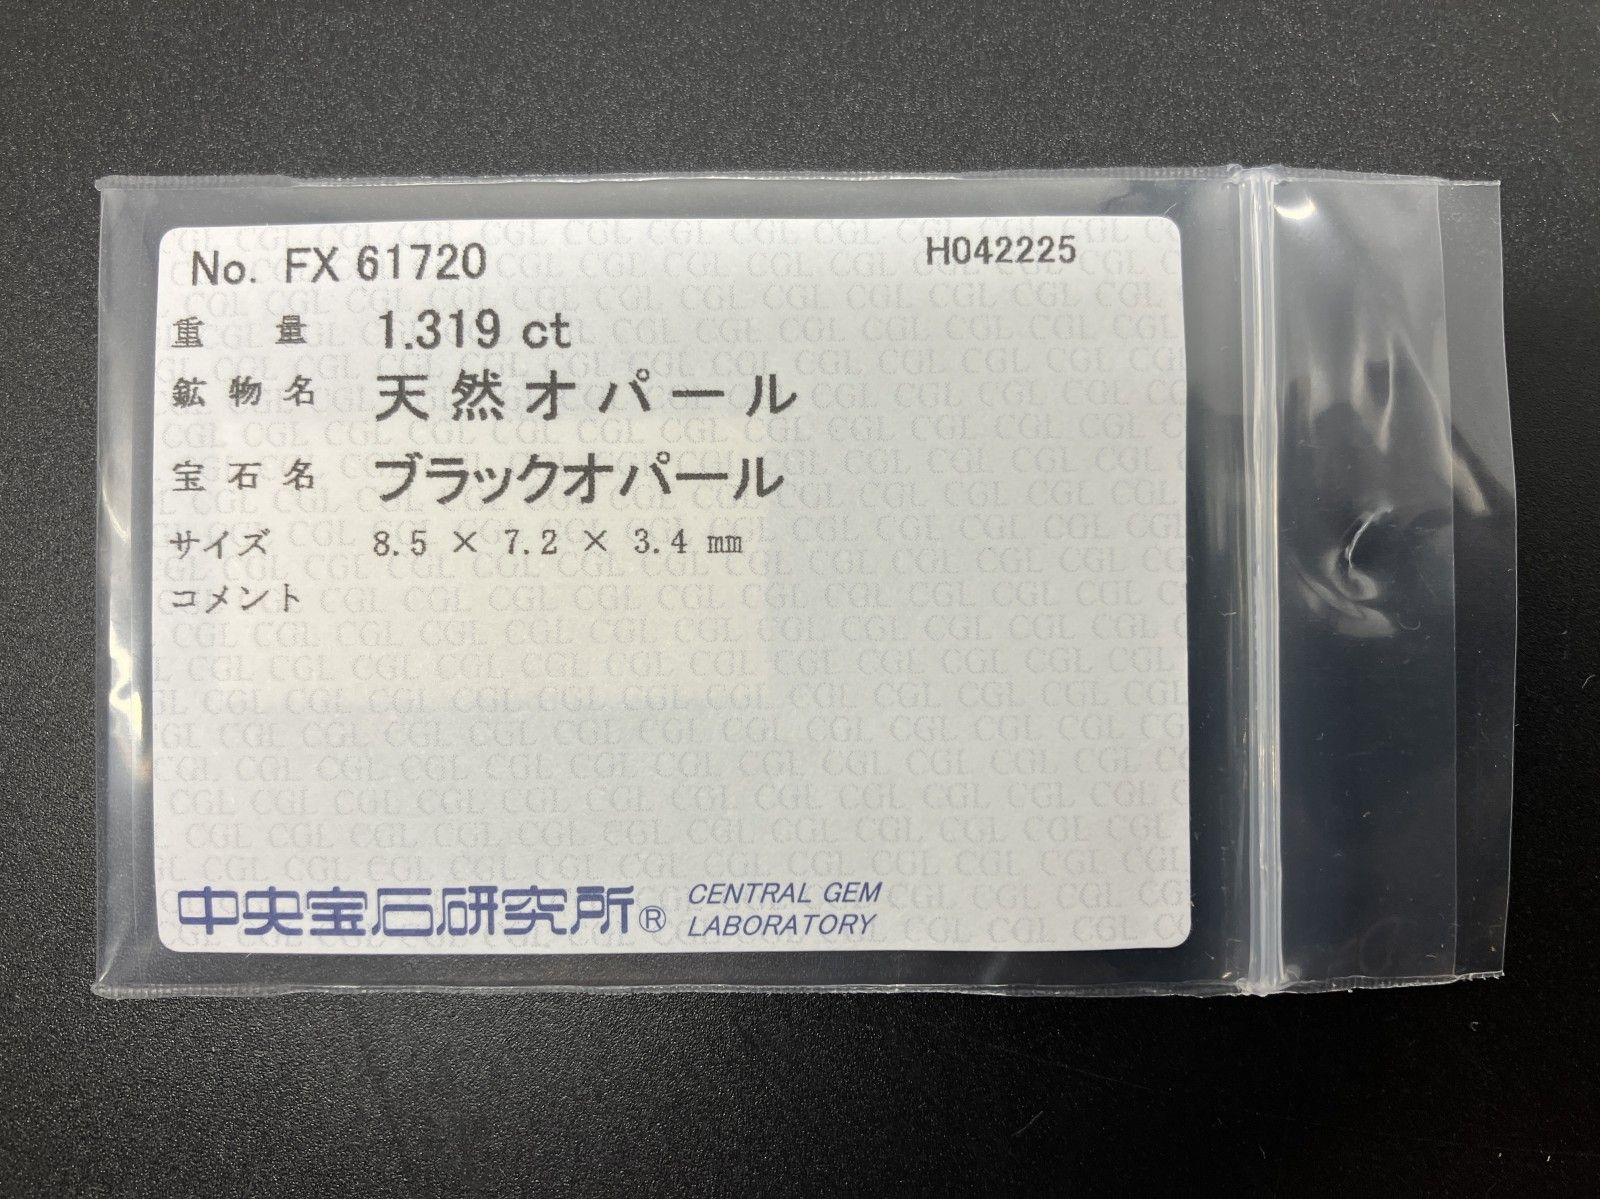 No. FX 61720 H042225
重量 1.319 ct
鉱物名 天然オパール
宝石名 ブラックオパール
サイズ 8.5 × 7.2 × 3.4 mm
コメント
中央宝石研究所® CENTRAL GEM
LABORATORY